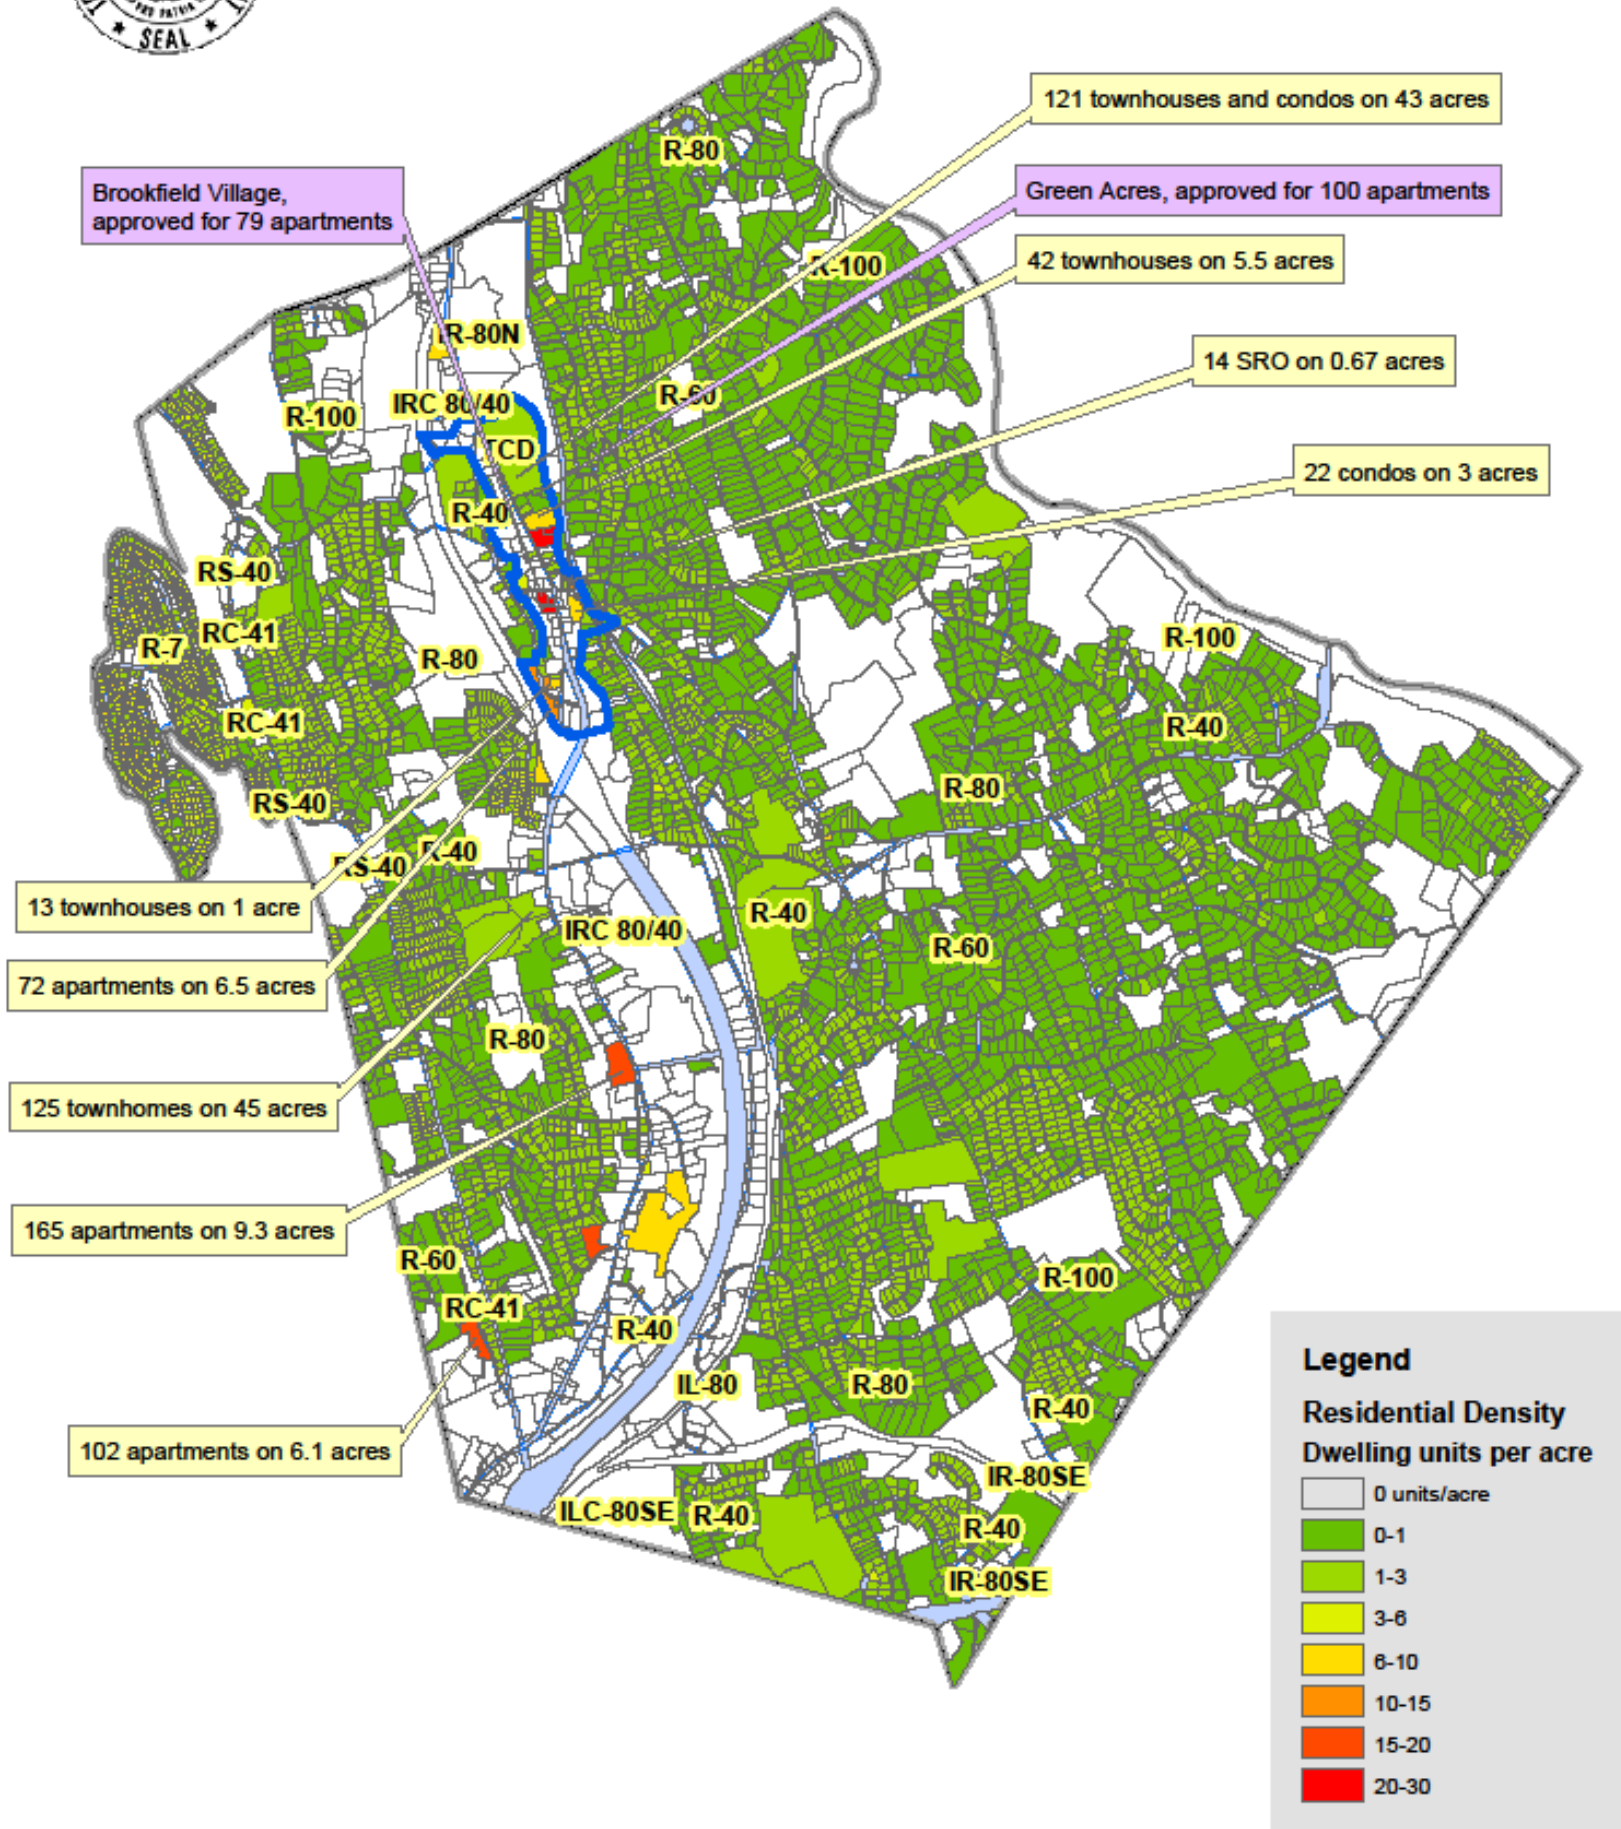 PRO PATRIA
SEAL
121 townhouses and condos on 43 acres
R-80
Brookfield Village,
approved for 79 apartments
Green Acres, approved for 100 apartments
42 townhouses on 5.5 acres
R-100
IR-80N
14 SRO on 0.67 acres
R-60
IRC 80/40
R-100
TCD
22 condos on 3 acres
R-40
RS-40
RC-41
R-7
R-100
R-80
RC-41
R-40
R-80
RS-40
R-40
RS-40
13 townhouses on 1 acre
R-40
IRC 80/40
R-60
72 apartments on 6.5 acres
R-80
125 townhomes on 45 acres
165 apartments on 9.3 acres
R-60
R-100
RC-41
R-40
IL-80
R-80
R-40
102 apartments on 6.1 acres
IR-80SE
ILC-80SE
R-40
R-40
IR-80SE
Legend
Residential Density
Dwelling units per acre
0 units/acre
0-1
1-3
3-6
6-10
10-15
15-20
20-30